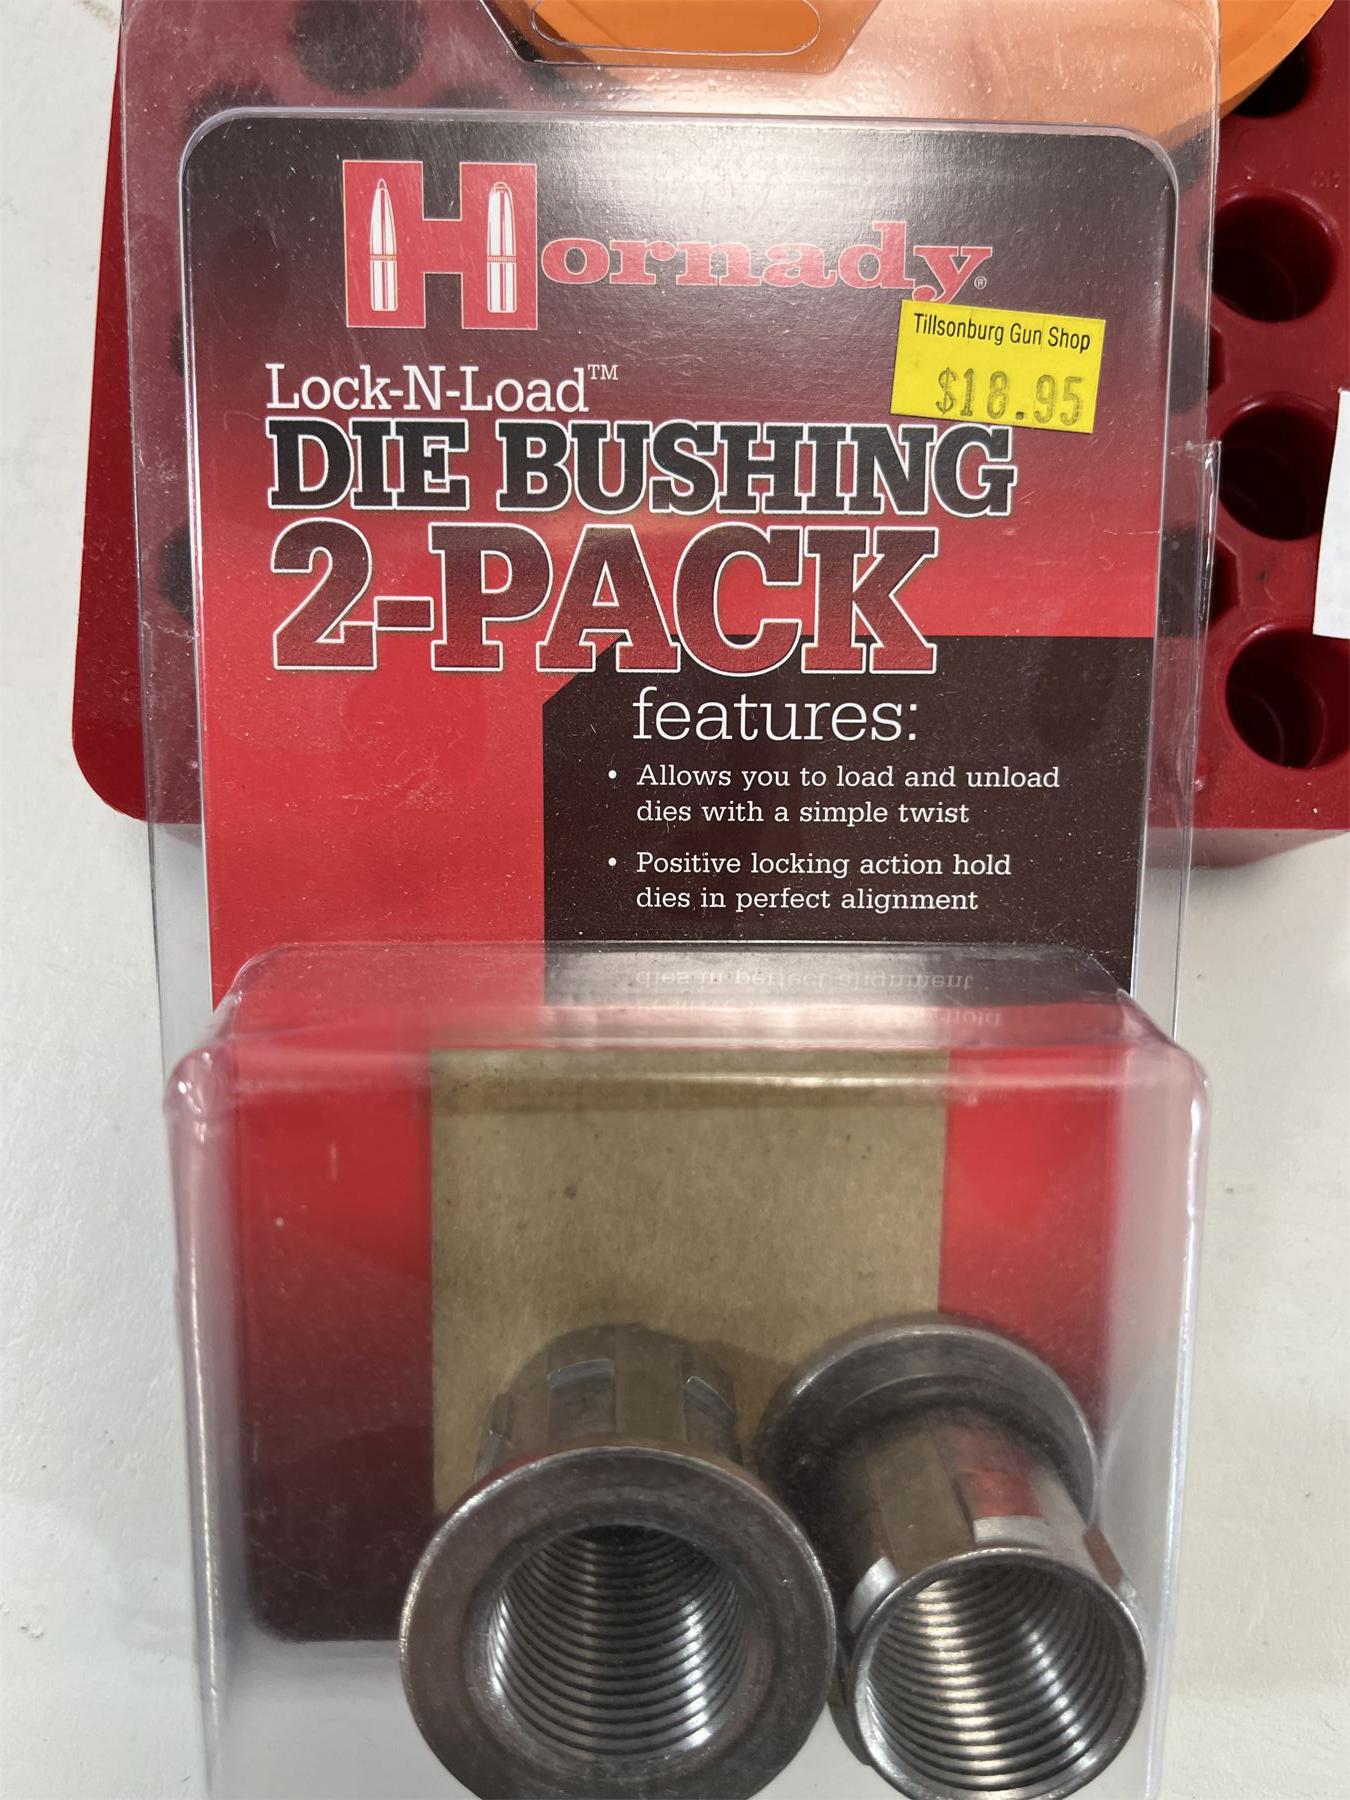 Hornady®
Tillsonburg Gun Shop
$18.95
Lock-N-Load™
DIE BUSHING
2-PACK
features:
• Allows you to load and unload
dies with a simple twist
• Positive locking action hold
dies in perfect alignment